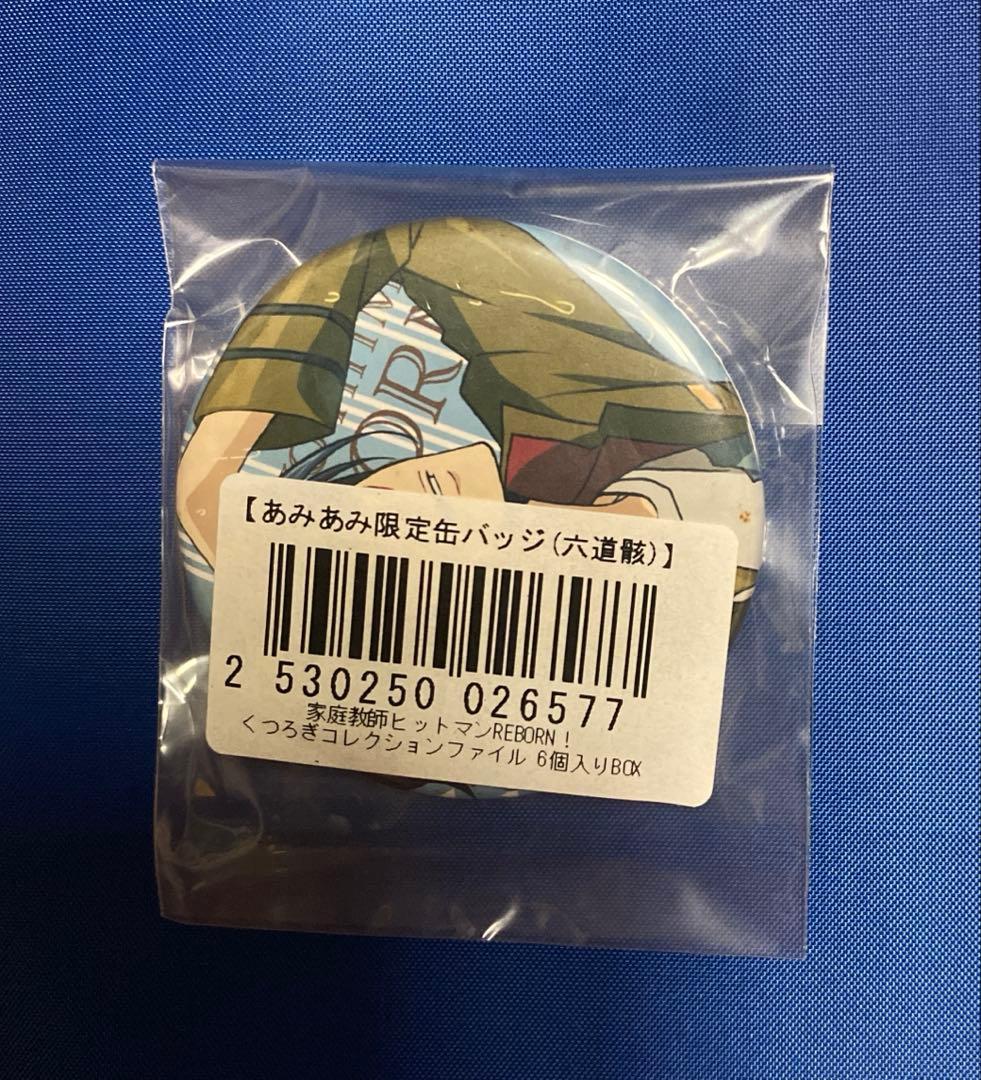 【あみあみ限定缶バッジ(六道骸)】
2 530250 026577
家庭教師ヒットマンREBORN!
くつろぎコレクションファイル 6個入りBOX